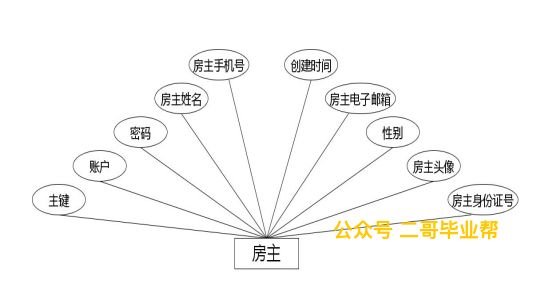 房主手机号
创建时间
房主姓名
房主电子邮箱
密码
性别
账户
房主头像
主键
房主身份证号
公众号 二哥毕业帮
房主